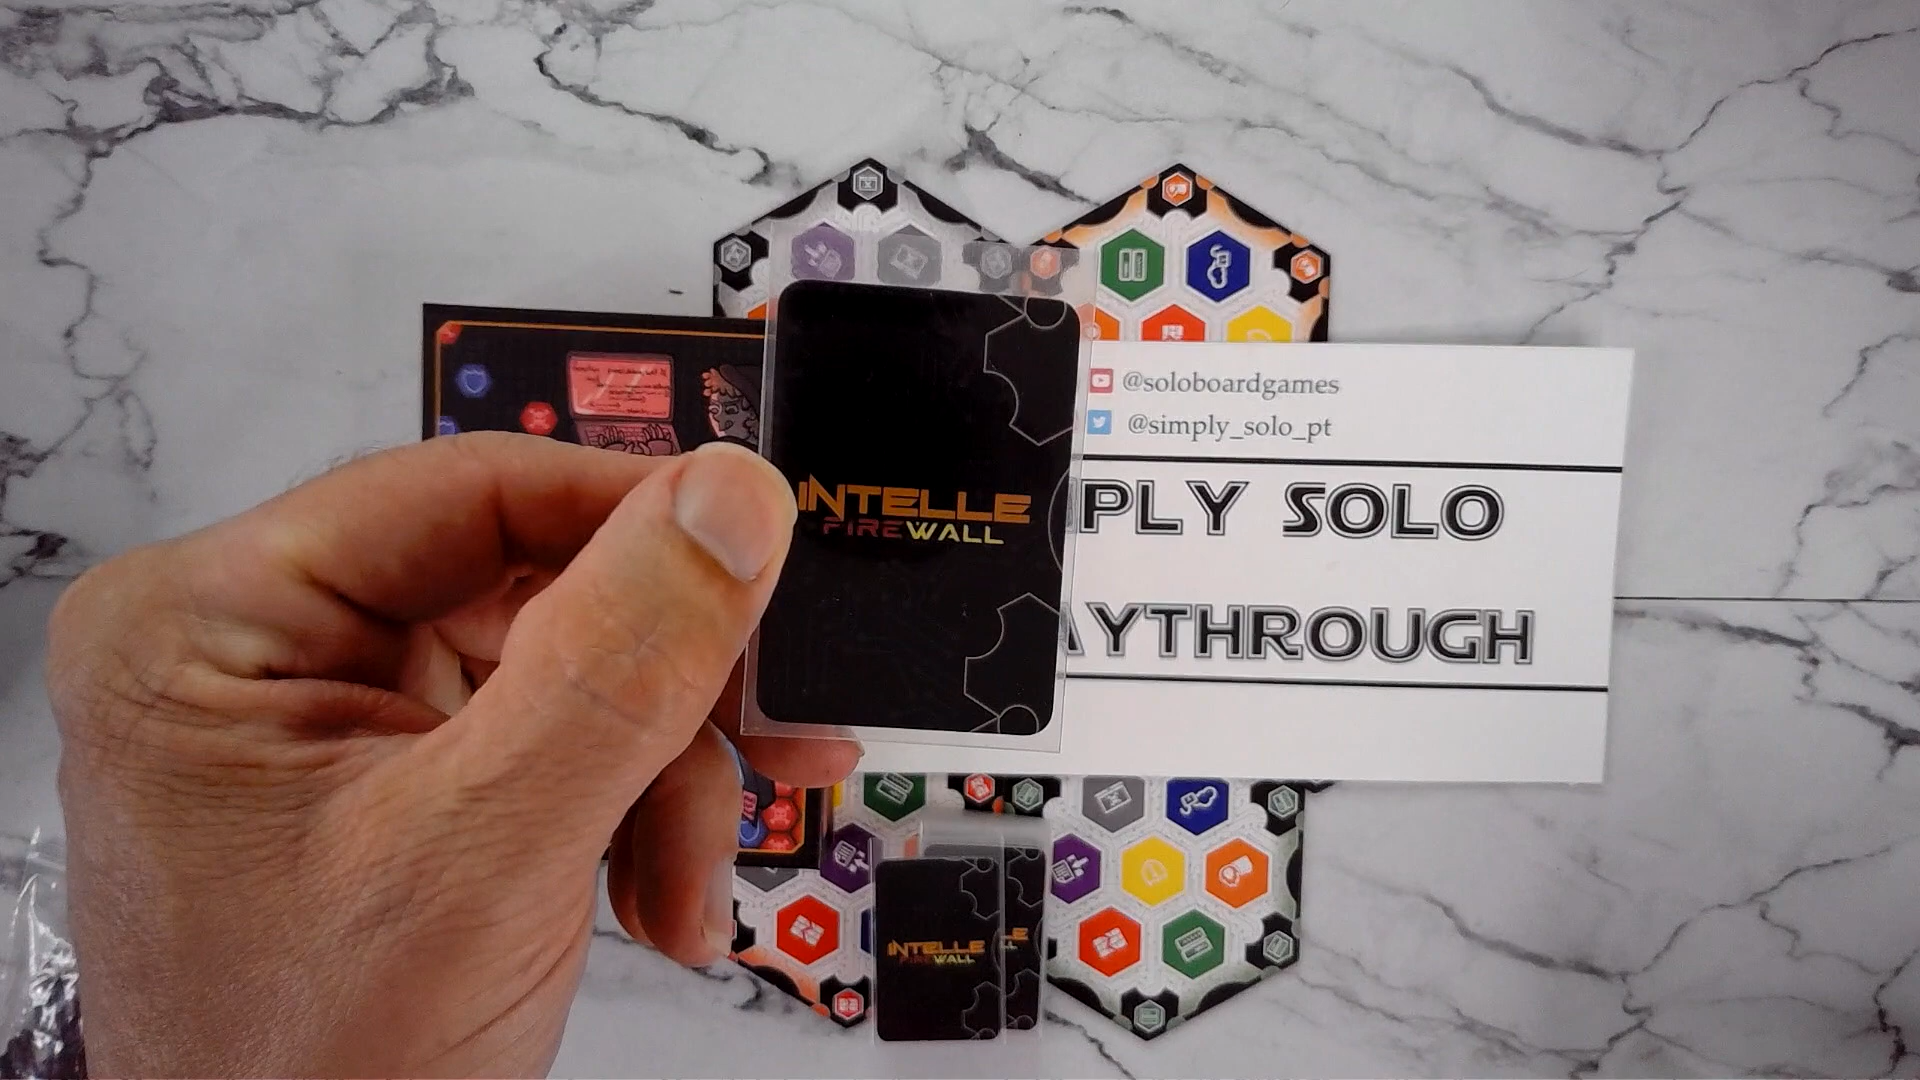 @soloboardgames
@simply_solo_pt
INTELLE
FIREWALL
PLY SOLO
AYTHROUGH
INTELLE
FIREWALL